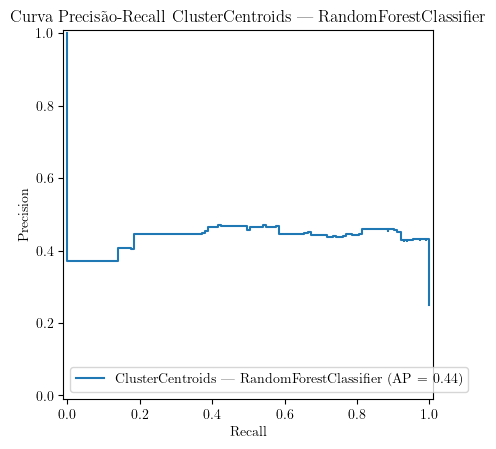 Curva Precisão-Recall ClusterCentroids — RandomForestClassifier
1.0
0.8
0.6
0.4
0.2
0.0
Precision
ClusterCentroids — RandomForestClassifier (AP = 0.44)
0.0 0.2 0.4 0.6 0.8 1.0
Recall